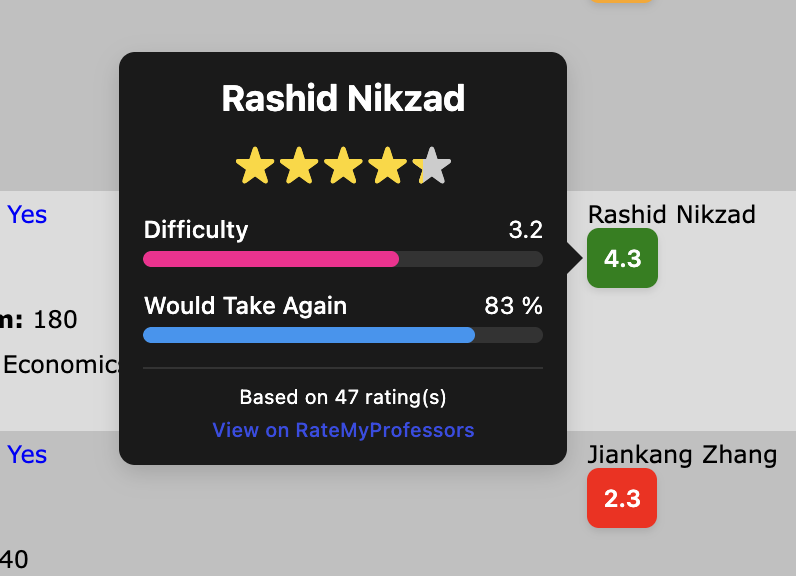 Rashid Nikzad
Difficulty 3.2
Would Take Again 83 %
Based on 47 rating(s)
View on RateMyProfessors
Yes
Rashid Nikzad
4.3
m: 180
Economics
Yes
Jiankang Zhang
2.3
40